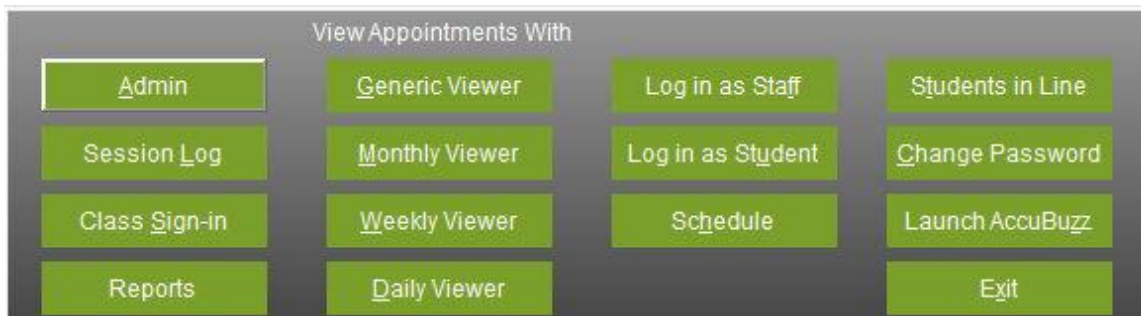 View Appointments With
Admin Generic Viewer Log in as Staff Students in Line
Session Log Monthly Viewer Log in as Student Change Password
Class Sign-in Weekly Viewer Schedule Launch AccuBuzz
Reports Daily Viewer Exit